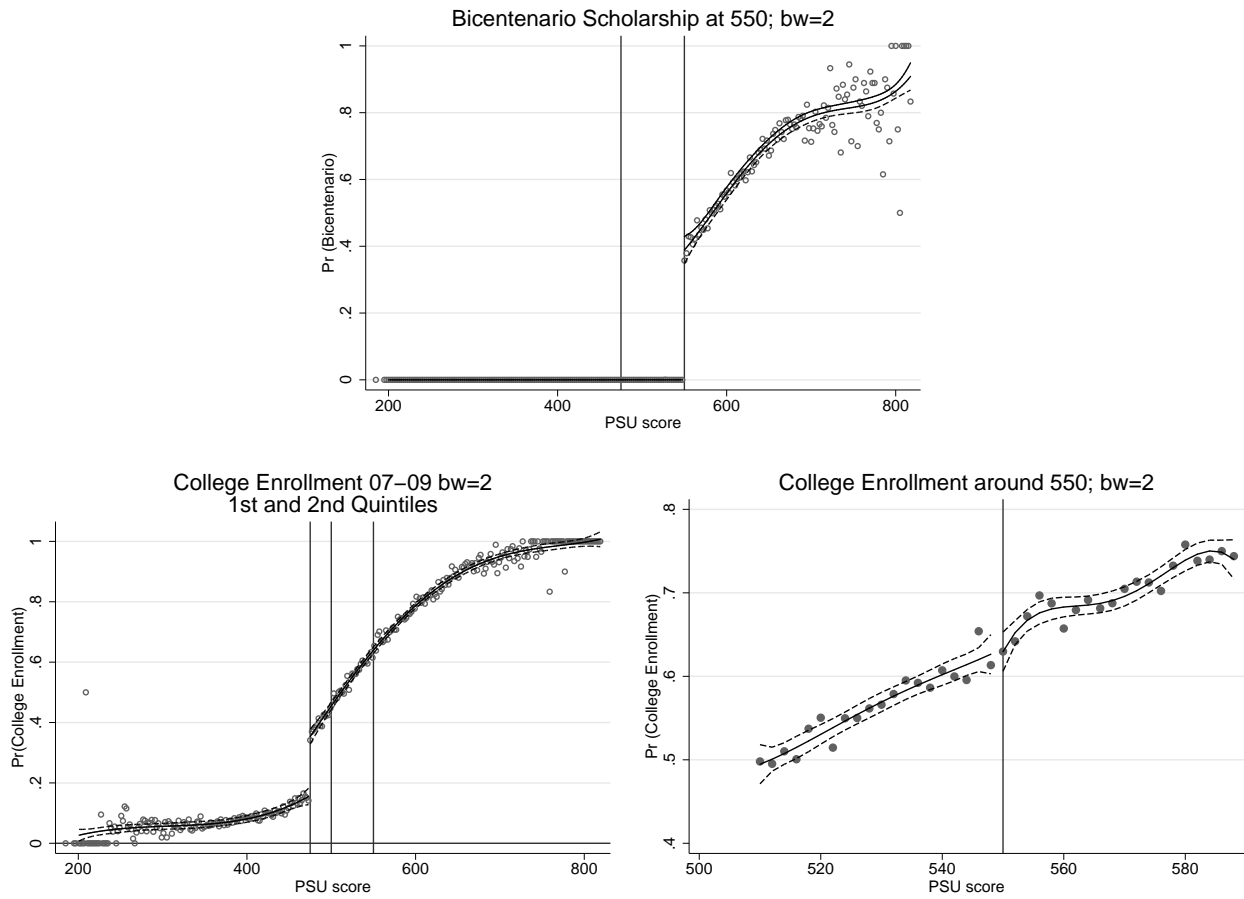 Bicentenario Scholarship at 550; bw=2
Pr (Bicentenario)
1
.8
.6
.4
.2
0
200 400 600 800
PSU score
College Enrollment 07−09 bw=2
1st and 2nd Quintiles
Pr(College Enrollment)
1
.8
.6
.4
.2
0
200 400 600 800
PSU score
College Enrollment around 550; bw=2
Pr (College Enrollment)
.8
.7
.6
.5
.4
500 520 540 560 580
PSU score